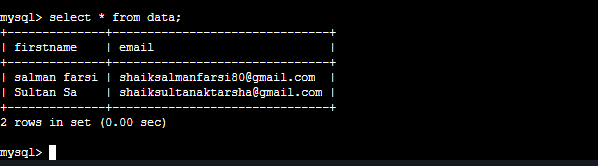 mysql> select * from data;
+--------------+-------------------------------+
| firstname    | email                         |
+--------------+-------------------------------+
| salman farsi | shaiksalmanfarsi80@gmail.com  |
| Sultan Sa    | shaiksultanaktarsha@gmail.com |
+--------------+-------------------------------+
2 rows in set (0.00 sec)
mysql>